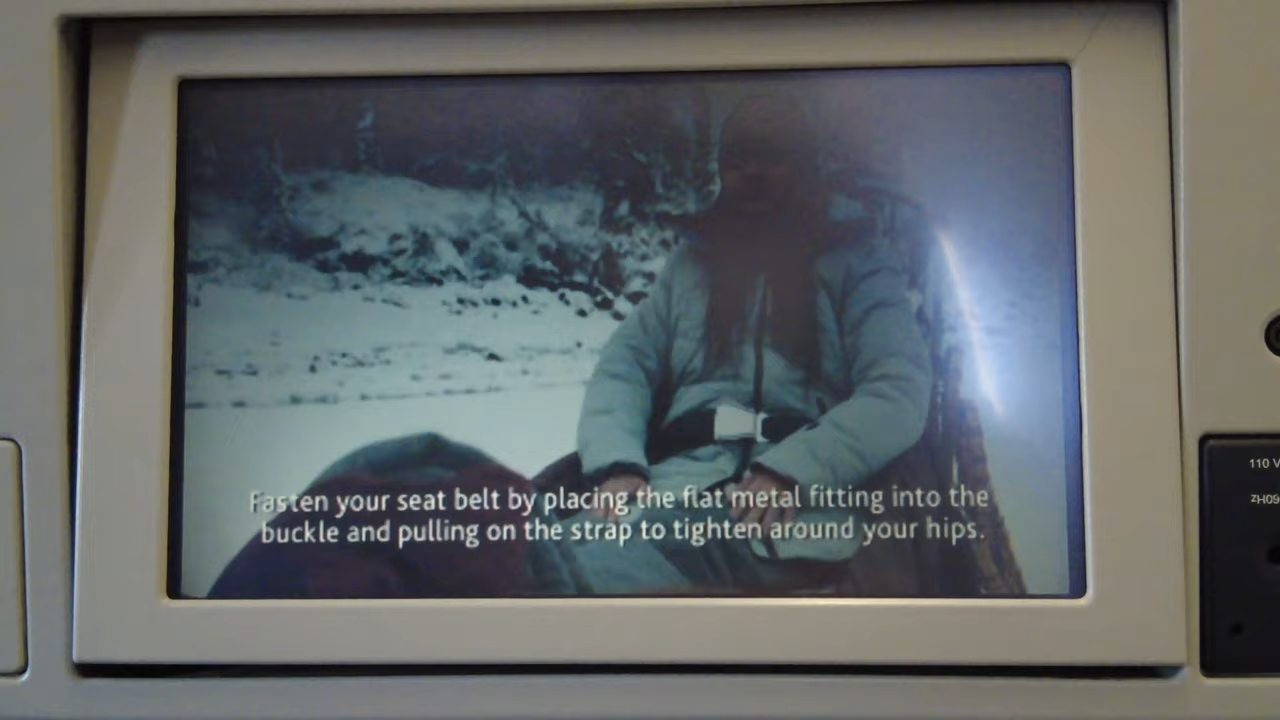 Fasten your seat belt by placing the flat metal fitting into the
buckle and pulling on the strap to tighten around your hips.
110 V
ZH09